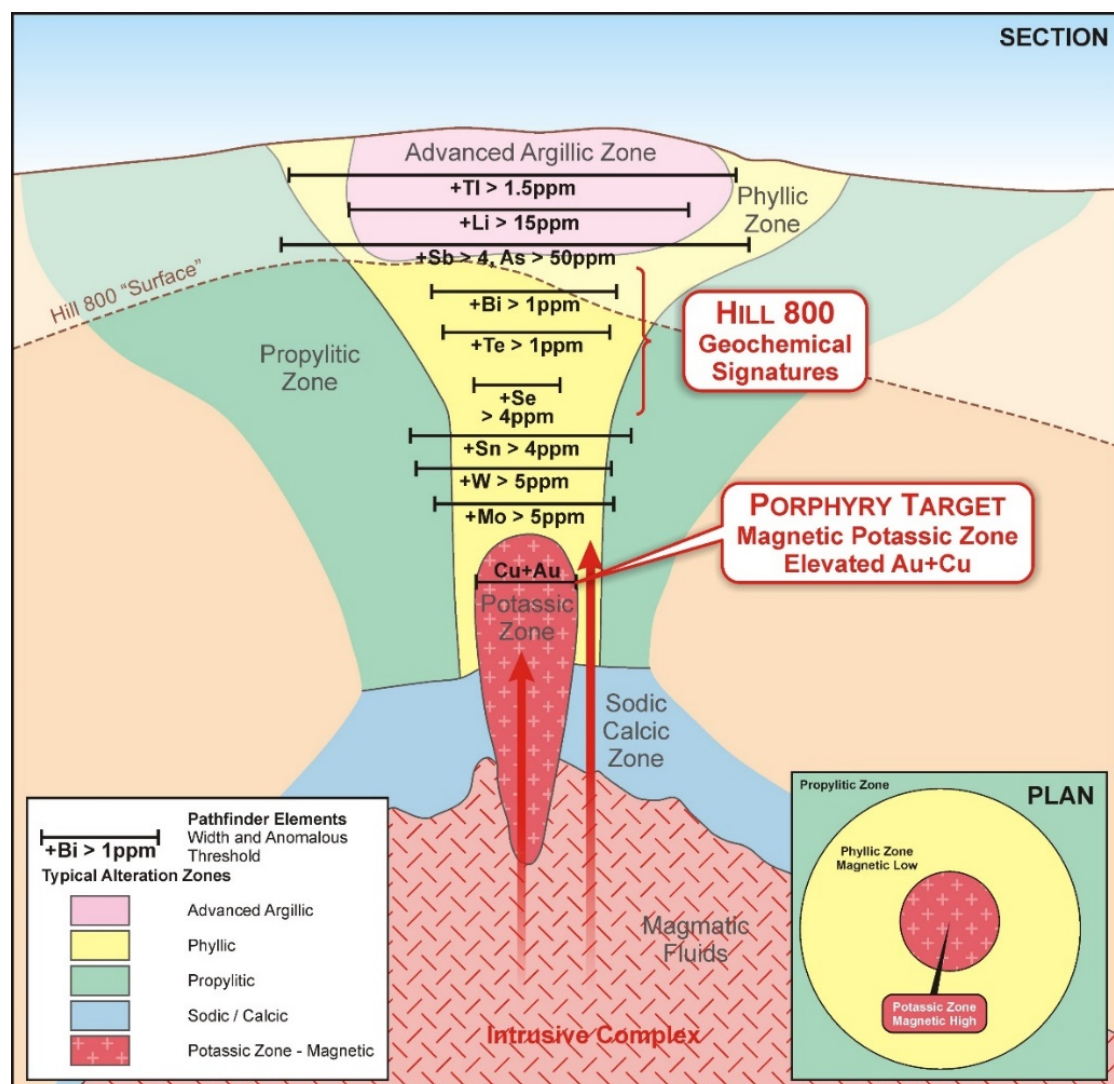 SECTION
Advanced Argillic Zone
+Tl > 1.5ppm
+Li > 15ppm
Phyllic
Zone
+Sb > 4, As > 50ppm
Hill 800 "Surface"
+Bi > 1ppm
+Te > 1ppm
+Se
> 4ppm
+Sn > 4ppm
+W > 5ppm
+Mo > 5ppm
Propylitic
Zone
HILL 800
Geochemical
Signatures
PORPHYRY TARGET
Magnetic Potassic Zone
Elevated Au+Cu
Cu+Au
Potassic
Zone
Sodic
Calcic
Zone
Magmatic
Fluids
Intrusive Complex
+Bi > 1ppm
Pathfinder Elements
Width and Anomalous
Threshold
Typical Alteration Zones
Advanced Argillic
Phyllic
Propylitic
Sodic / Calcic
Potassic Zone - Magnetic
Propylitic Zone
PLAN
Phyllic Zone
Magnetic Low
Potassic Zone
Magnetic High